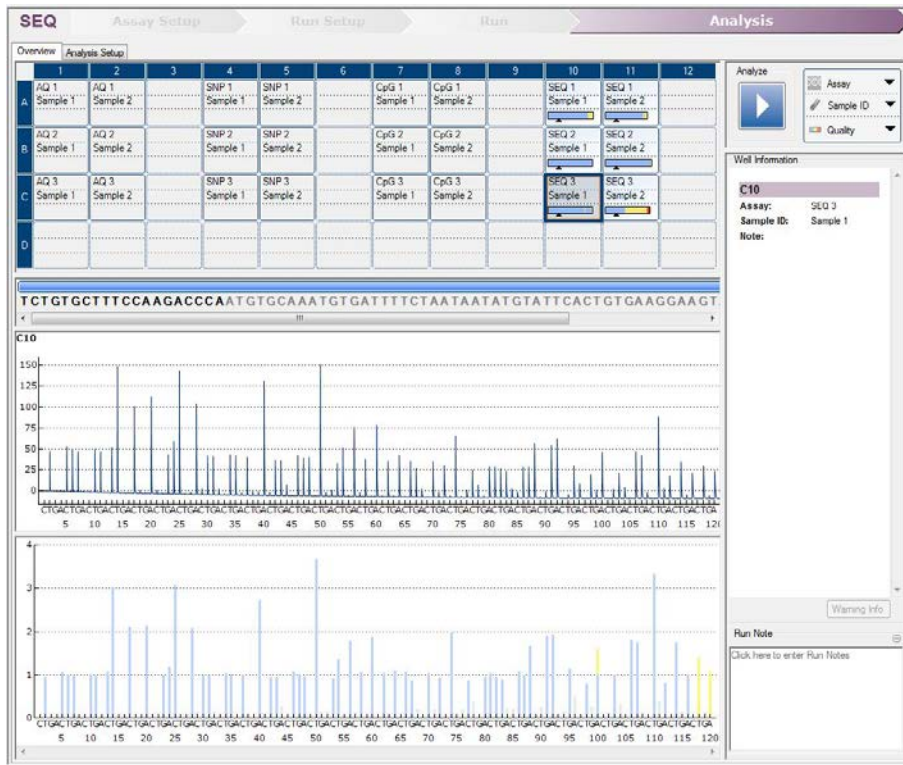 SEQ Assay Setup Run Setup Run Analysis
Overview Analysis Setup
1 2 3 4 5 6 7 8 9 10 11 12
A
AQ 1 AQ 1 SNP 1 SNP 1 CpG 1 CpG 1 SEQ 1 SEQ 1
Sample 1 Sample 2 Sample 1 Sample 2 Sample 1 Sample 2 Sample 1 Sample 2
B
AQ 2 AQ 2 SNP 2 SNP 2 CpG 2 CpG 2 SEQ 2 SEQ 2
Sample 1 Sample 2 Sample 1 Sample 2 Sample 1 Sample 2 Sample 1 Sample 2
C
AQ 3 AQ 3 SNP 3 SNP 3 CpG 3 CpG 3 SEQ 3 SEQ 3
Sample 1 Sample 2 Sample 1 Sample 2 Sample 1 Sample 2 Sample 1 Sample 2
D
Analyze
Assay
Sample ID
Quality
Well Information
C10
Assay: SEQ 3
Sample ID: Sample 1
Note:
Warning Info
Run Note
Click here to enter Run Notes
TCTGTGCTTTCCAAGACCCAATGTGCAAATGTGATTTTCTAATAATATGTATTCACTGTGAAGGAAGT
C10
150
125
100
75
50
25
0
5 10 15 20 25 30 35 40 45 50 55 60 65 70 75 80 85 90 95 100 105 110 115 120
4
3
2
1
0
5 10 15 20 25 30 35 40 45 50 55 60 65 70 75 80 85 90 95 100 105 110 115 120